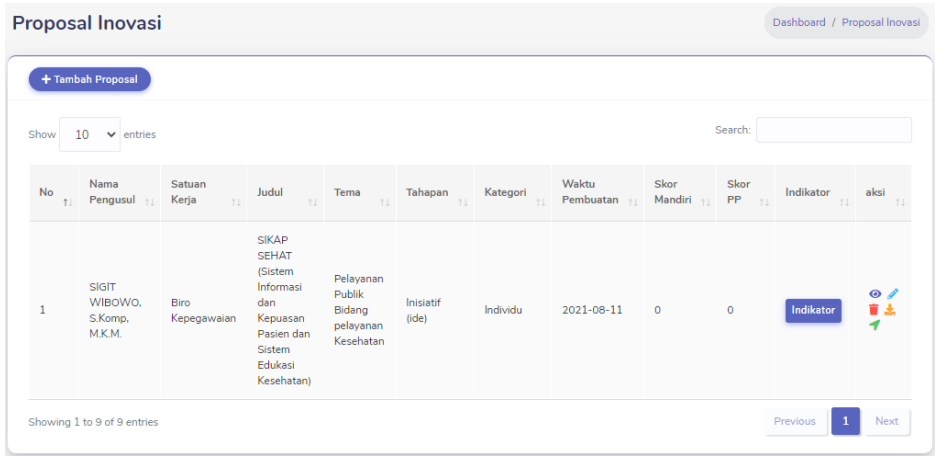 Proposal Inovasi
Dashboard / Proposal Inovasi
+ Tambah Proposal
Show 10 entries
Search:
No
Nama
Pengusul
Satuan
Kerja
Judul
Tema
Tahapan
Kategori
Waktu
Pembuatan
Skor
Mandiri
Skor
PP
Indikator
aksi
1
SIGIT
WIBOWO,
S.Komp,
M.K.M.
Biro
Kepegawaian
SIKAP
SEHAT
(Sistem
Informasi
dan
Kepuasan
Pasien dan
Sistem
Edukasi
Kesehatan)
Pelayanan
Publik
Bidang
pelayanan
Kesehatan
Inisiatif
(ide)
Individu
2021-08-11
0
0
Indikator
Showing 1 to 9 of 9 entries
Previous 1 Next